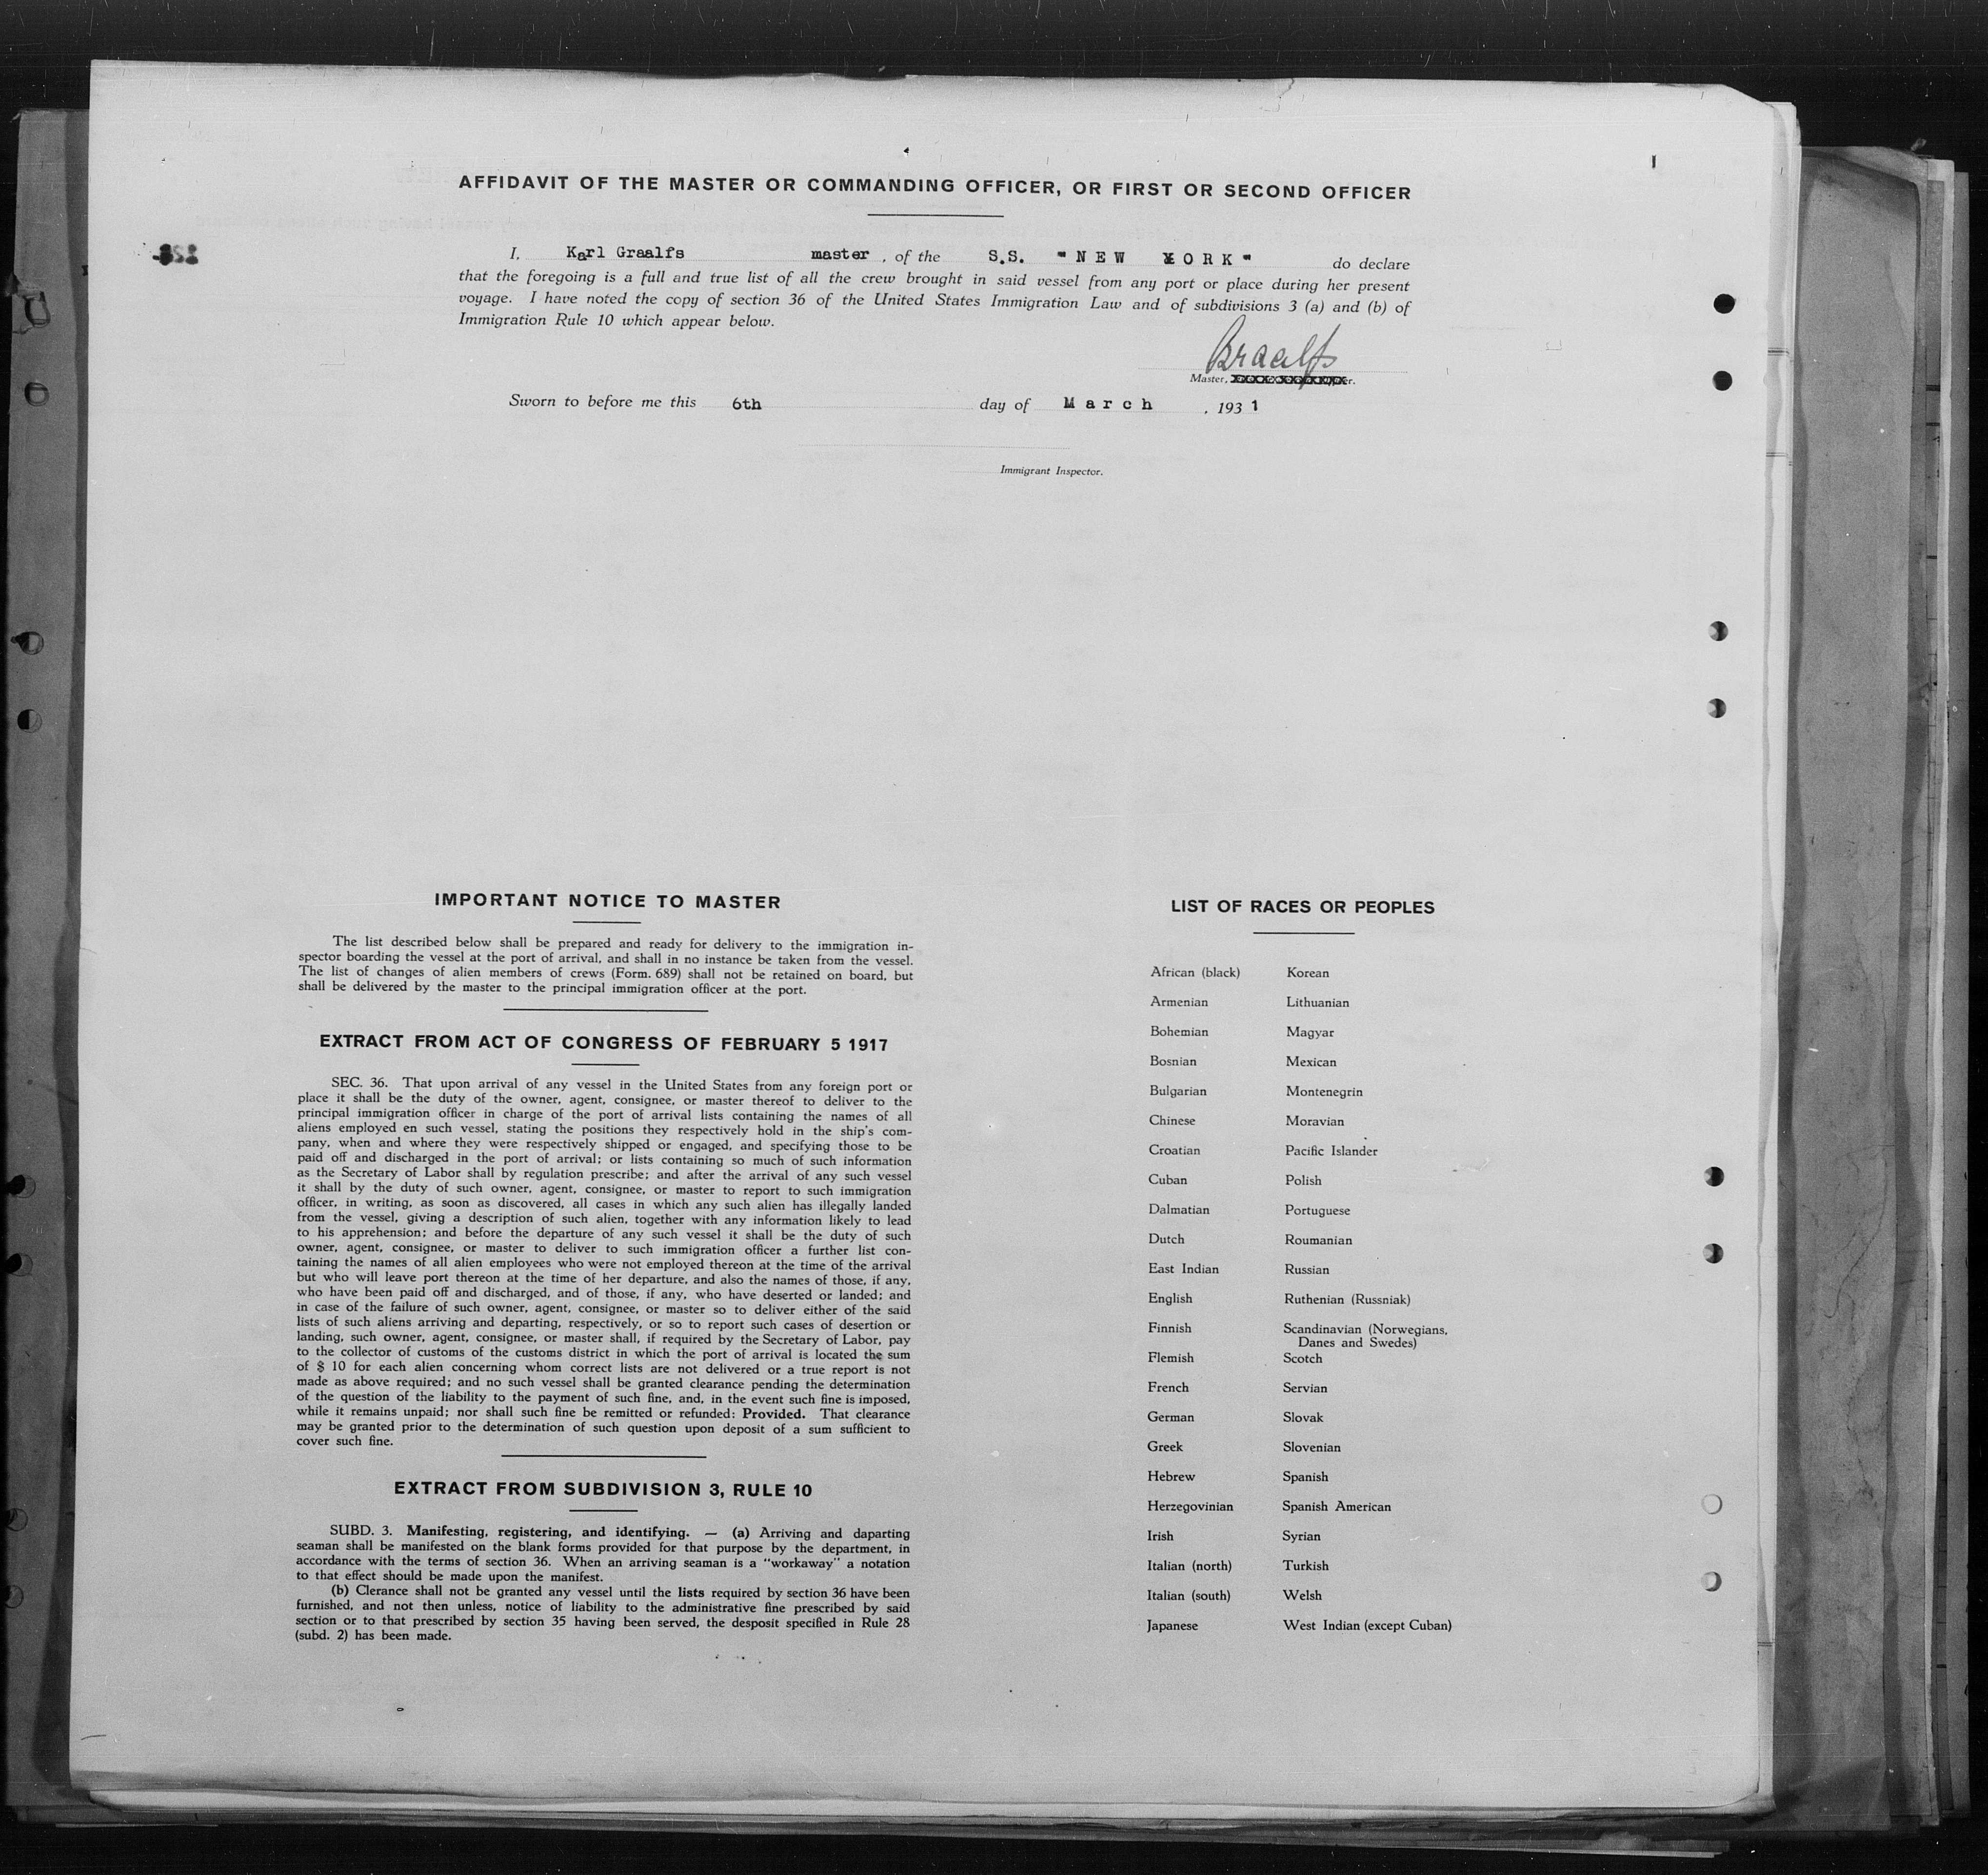 AFFIDAVIT OF THE MASTER OR COMMANDING OFFICER, OR FIRST OR SECOND OFFICER
I, Karl Graalfs master, of the S.S. "NEW YORK" do declare
that the foregoing is a full and true list of all the crew brought in said vessel from any port or place during her present
voyage. I have noted the copy of section 36 of the United States Immigration Law and of subdivisions 3 (a) and (b) of
Immigration Rule 10 which appear below.
Graalfs
Master,
Sworn to before me this 6th day of March, 1931
Immigrant Inspector.
IMPORTANT NOTICE TO MASTER
The list described below shall be prepared and ready for delivery to the immigration in-
spector boarding the vessel at the port of arrival, and shall in no instance be taken from the vessel.
The list of changes of alien members of crews (Form. 689) shall not be retained on board, but
shall be delivered by the master to the principal immigration officer at the port.
EXTRACT FROM ACT OF CONGRESS OF FEBRUARY 5 1917
SEC. 36. That upon arrival of any vessel in the United States from any foreign port or
place it shall be the duty of the owner, agent, consignee, or master thereof to deliver to the
principal immigration officer in charge of the port of arrival lists containing the names of all
aliens employed en such vessel, stating the positions they respectively hold in the ship's com-
pany, when and where they were respectively shipped or engaged, and specifying those to be
paid off and discharged in the port of arrival; or lists containing so much of such information
as the Secretary of Labor shall by regulation prescribe; and after the arrival of any such vessel
it shall by the duty of such owner, agent, consignee, or master to report to such immigration
officer, in writing, as soon as discovered, all cases in which any such alien has illegally landed
from the vessel, giving a description of such alien, together with any information likely to lead
to his apprehension; and before the departure of any such vessel it shall be the duty of such
owner, agent, consignee, or master to deliver to such immigration officer a further list con-
taining the names of all alien employees who were not employed thereon at the time of the arrival
but who will leave port thereon at the time of her departure, and also the names of those, if any,
who have been paid off and discharged, and of those, if any, who have deserted or landed; and
in case of the failure of such owner, agent, consignee, or master so to deliver either of the said
lists of such aliens arriving and departing, respectively, or so to report such cases of desertion or
landing, such owner, agent, consignee, or master shall, if required by the Secretary of Labor, pay
to the collector of customs of the customs district in which the port of arrival is located the sum
of $ 10 for each alien concerning whom correct lists are not delivered or a true report is not
made as above required; and no such vessel shall be granted clearance pending the determination
of the question of the liability to the payment of such fine, and, in the event such fine is imposed,
while it remains unpaid; nor shall such fine be remitted or refunded: Provided. That clearance
may be granted prior to the determination of such question upon deposit of a sum sufficient to
cover such fine.
EXTRACT FROM SUBDIVISION 3, RULE 10
SUBD. 3. Manifesting, registering, and identifying. — (a) Arriving and daparting
seaman shall be manifested on the blank forms provided for that purpose by the department, in
accordance with the terms of section 36. When an arriving seaman is a "workaway" a notation
to that effect should be made upon the manifest.
(b) Clerance shall not be granted any vessel until the lists required by section 36 have been
furnished, and not then unless, notice of liability to the administrative fine prescribed by said
section or to that prescribed by section 35 having been served, the desposit specified in Rule 28
(subd. 2) has been made.
LIST OF RACES OR PEOPLES
African (black) Korean
Armenian Lithuanian
Bohemian Magyar
Bosnian Mexican
Bulgarian Montenegrin
Chinese Moravian
Croatian Pacific Islander
Cuban Polish
Dalmatian Portuguese
Dutch Roumanian
East Indian Russian
English Ruthenian (Russniak)
Finnish Scandinavian (Norwegians,
Danes and Swedes)
Flemish Scotch
French Servian
German Slovak
Greek Slovenian
Hebrew Spanish
Herzegovinian Spanish American
Irish Syrian
Italian (north) Turkish
Italian (south) Welsh
Japanese West Indian (except Cuban)